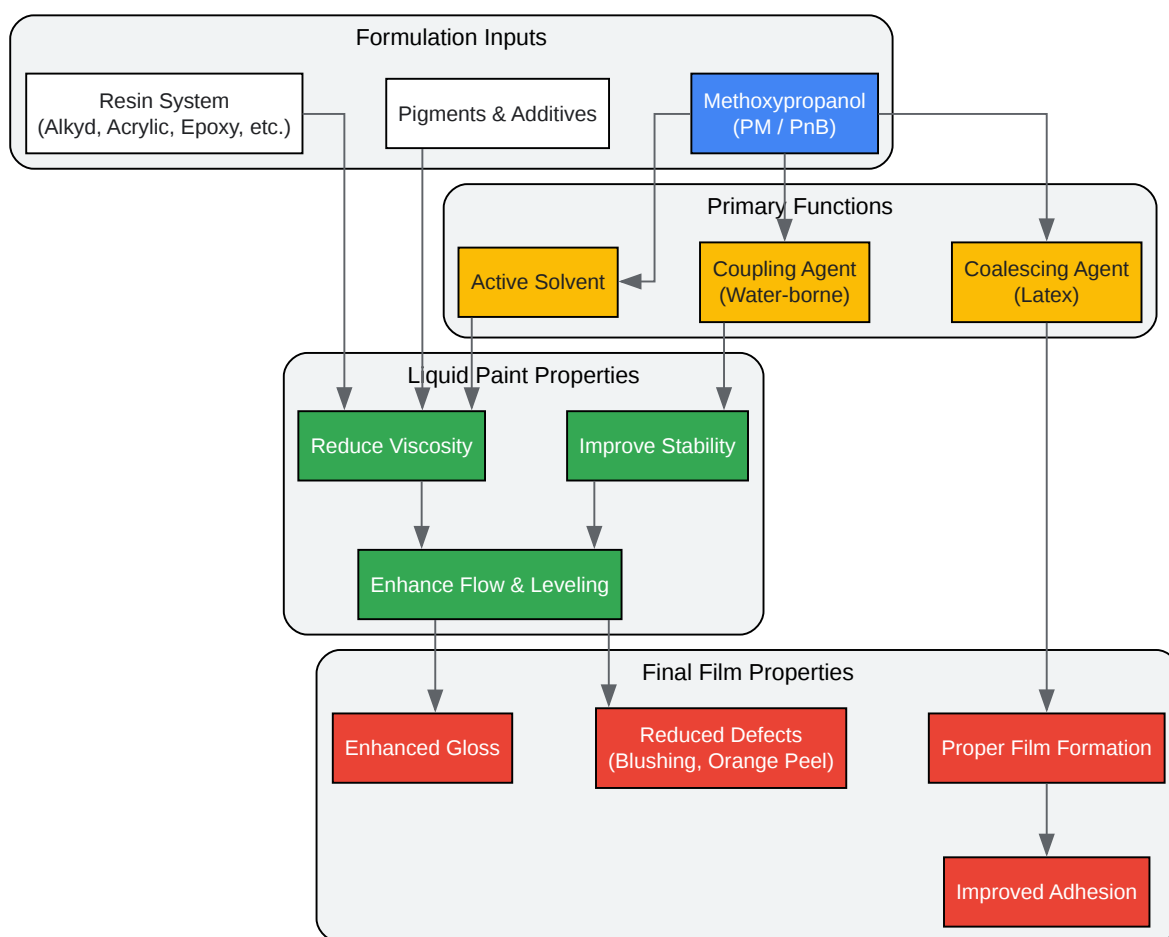 Formulation Inputs
Resin System
(Alkyd, Acrylic, Epoxy, etc.)
Pigments & Additives
Methoxypropanol
(PM / PnB)
Primary Functions
Active Solvent
Coupling Agent
(Water-borne)
Coalescing Agent
(Latex)
Liquid Paint Properties
Reduce Viscosity
Improve Stability
Enhance Flow & Leveling
Final Film Properties
Enhanced Gloss
Reduced Defects
(Blushing, Orange Peel)
Proper Film Formation
Improved Adhesion